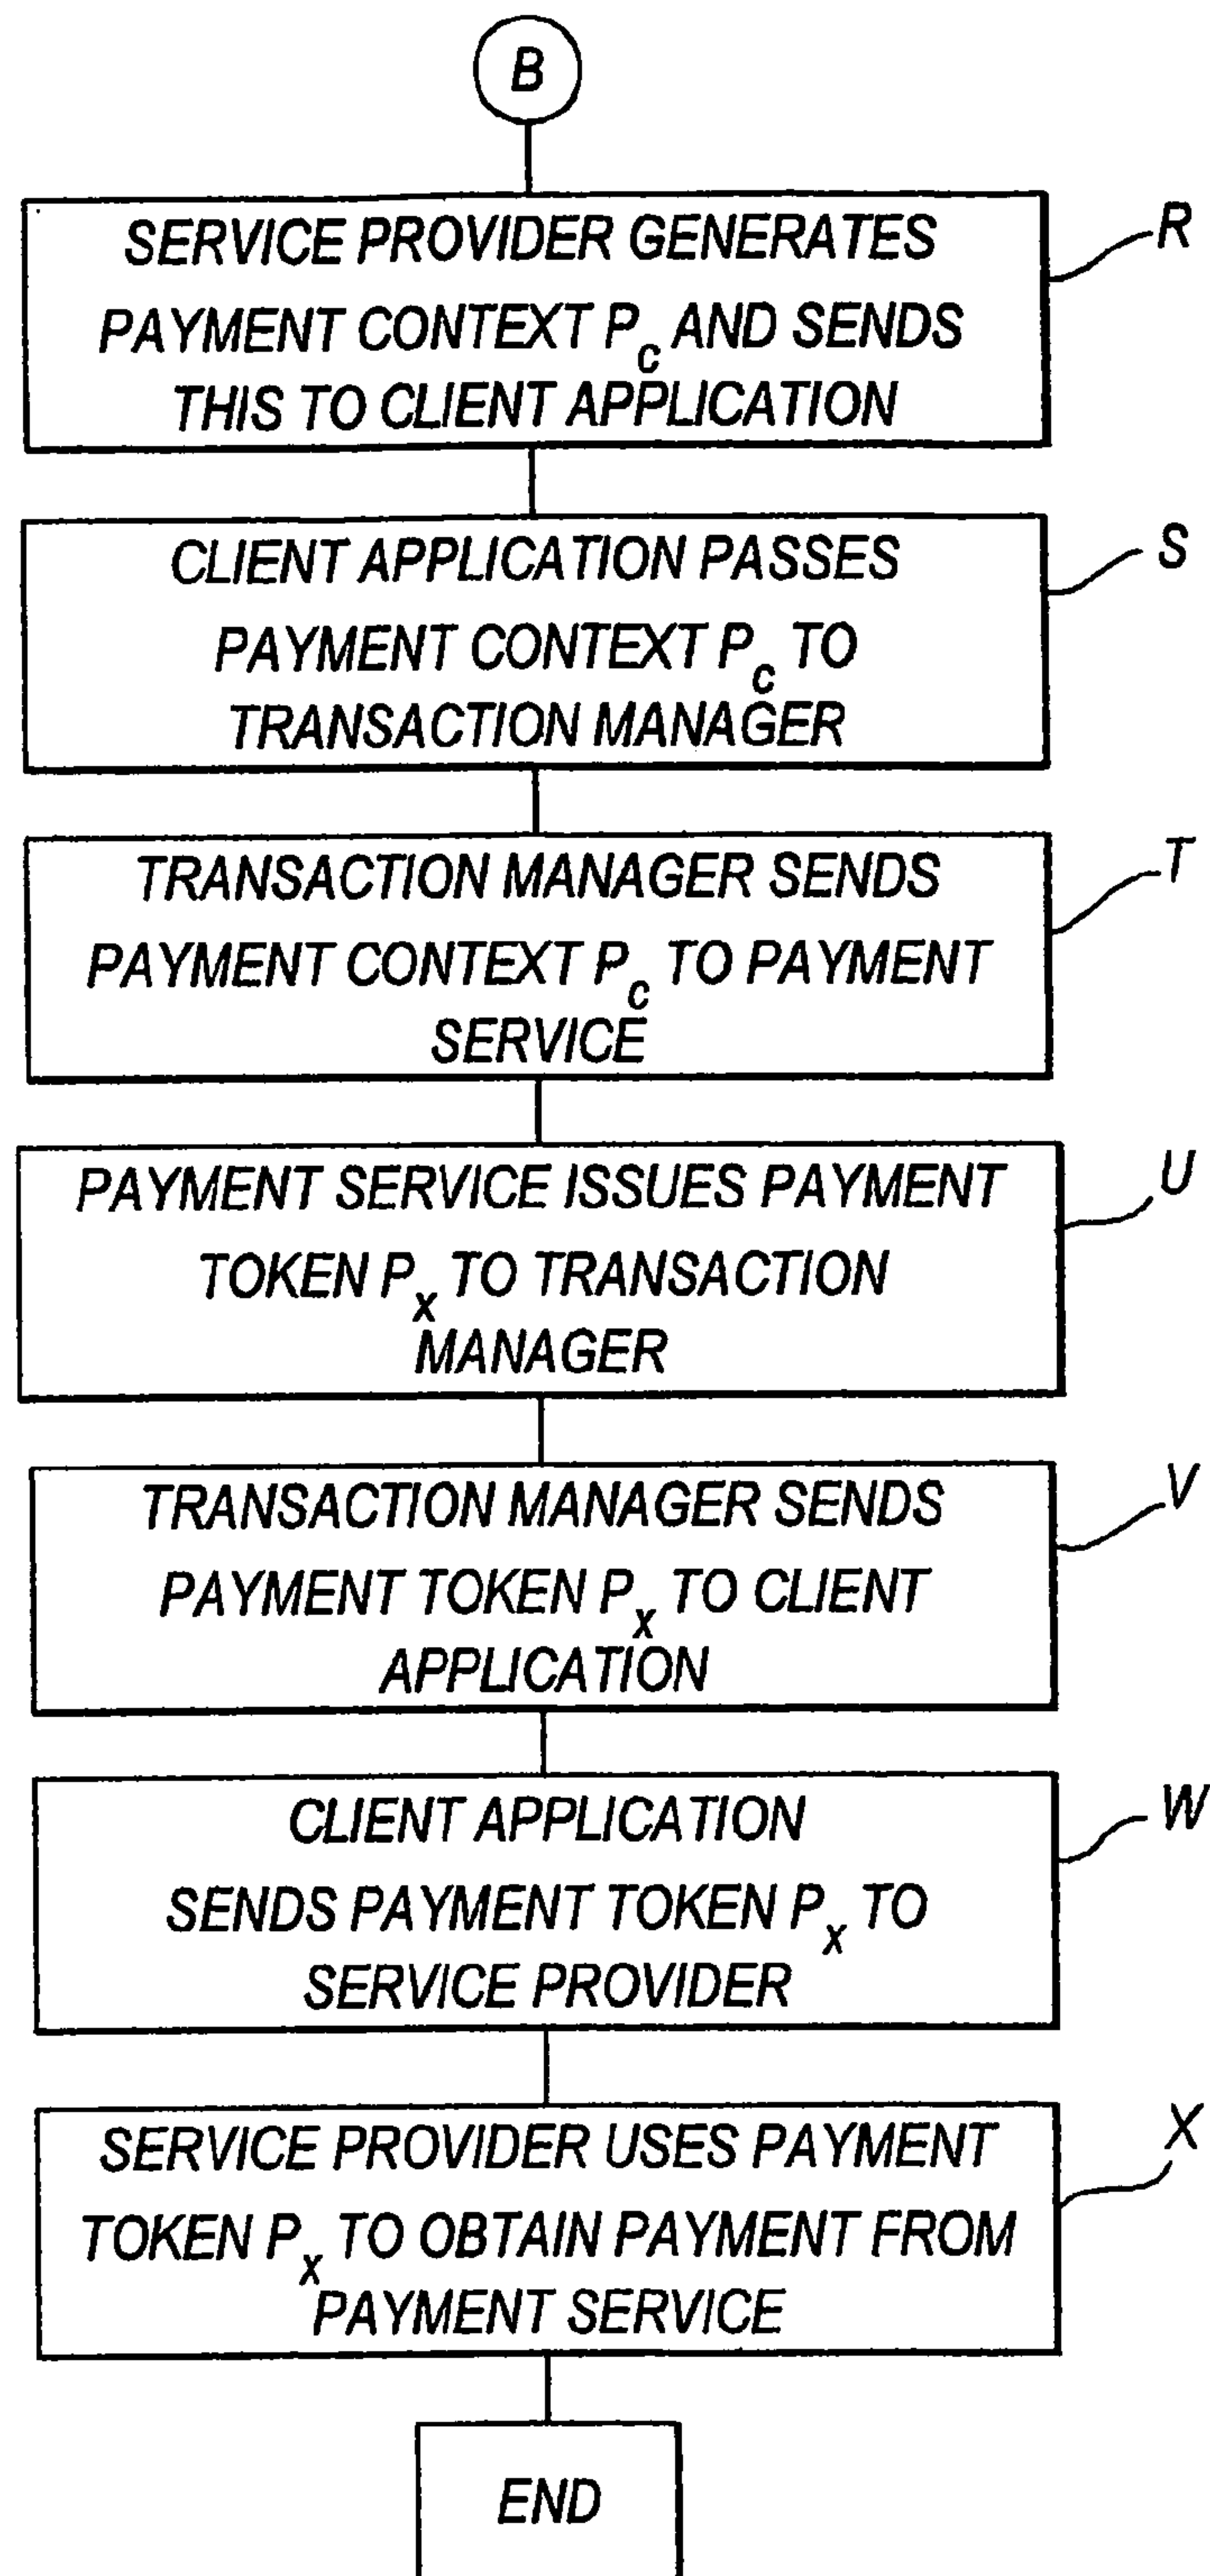 B
SERVICE PROVIDER GENERATES
PAYMENT CONTEXT Pc AND SENDS
THIS TO CLIENT APPLICATION
R
CLIENT APPLICATION PASSES
PAYMENT CONTEXT Pc TO
TRANSACTION MANAGER
S
TRANSACTION MANAGER SENDS
PAYMENT CONTEXT Pc TO PAYMENT
SERVICE
T
PAYMENT SERVICE ISSUES PAYMENT
TOKEN Px TO TRANSACTION
MANAGER
U
TRANSACTION MANAGER SENDS
PAYMENT TOKEN Px TO CLIENT
APPLICATION
V
CLIENT APPLICATION
SENDS PAYMENT TOKEN Px TO
SERVICE PROVIDER
W
SERVICE PROVIDER USES PAYMENT
TOKEN Px TO OBTAIN PAYMENT FROM
PAYMENT SERVICE
X
END